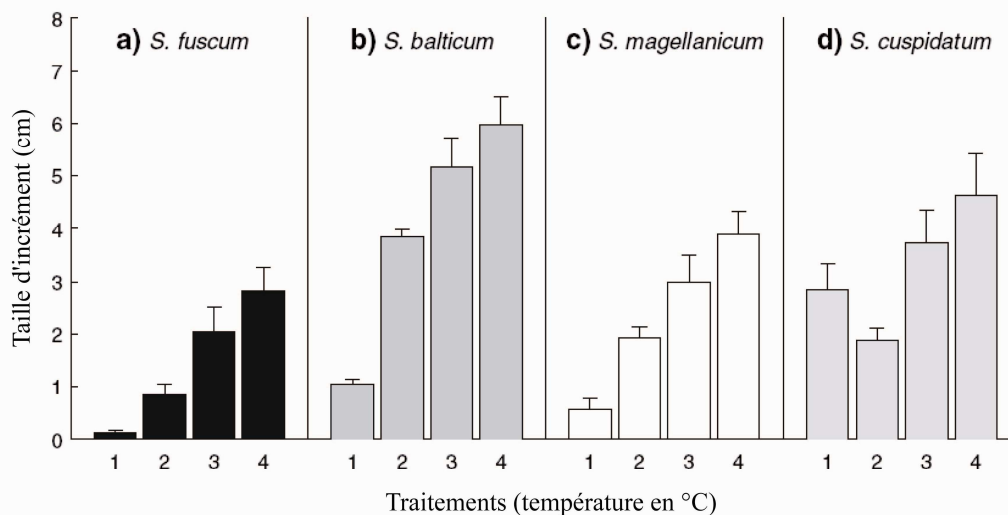 a) S. fuscum
b) S. balticum
c) S. magellanicum
d) S. cuspidatum
Taille d'incrément (cm)
8
7
6
5
4
3
2
1
0
1 2 3 4 1 2 3 4 1 2 3 4 1 2 3 4
Traitements (température en °C)